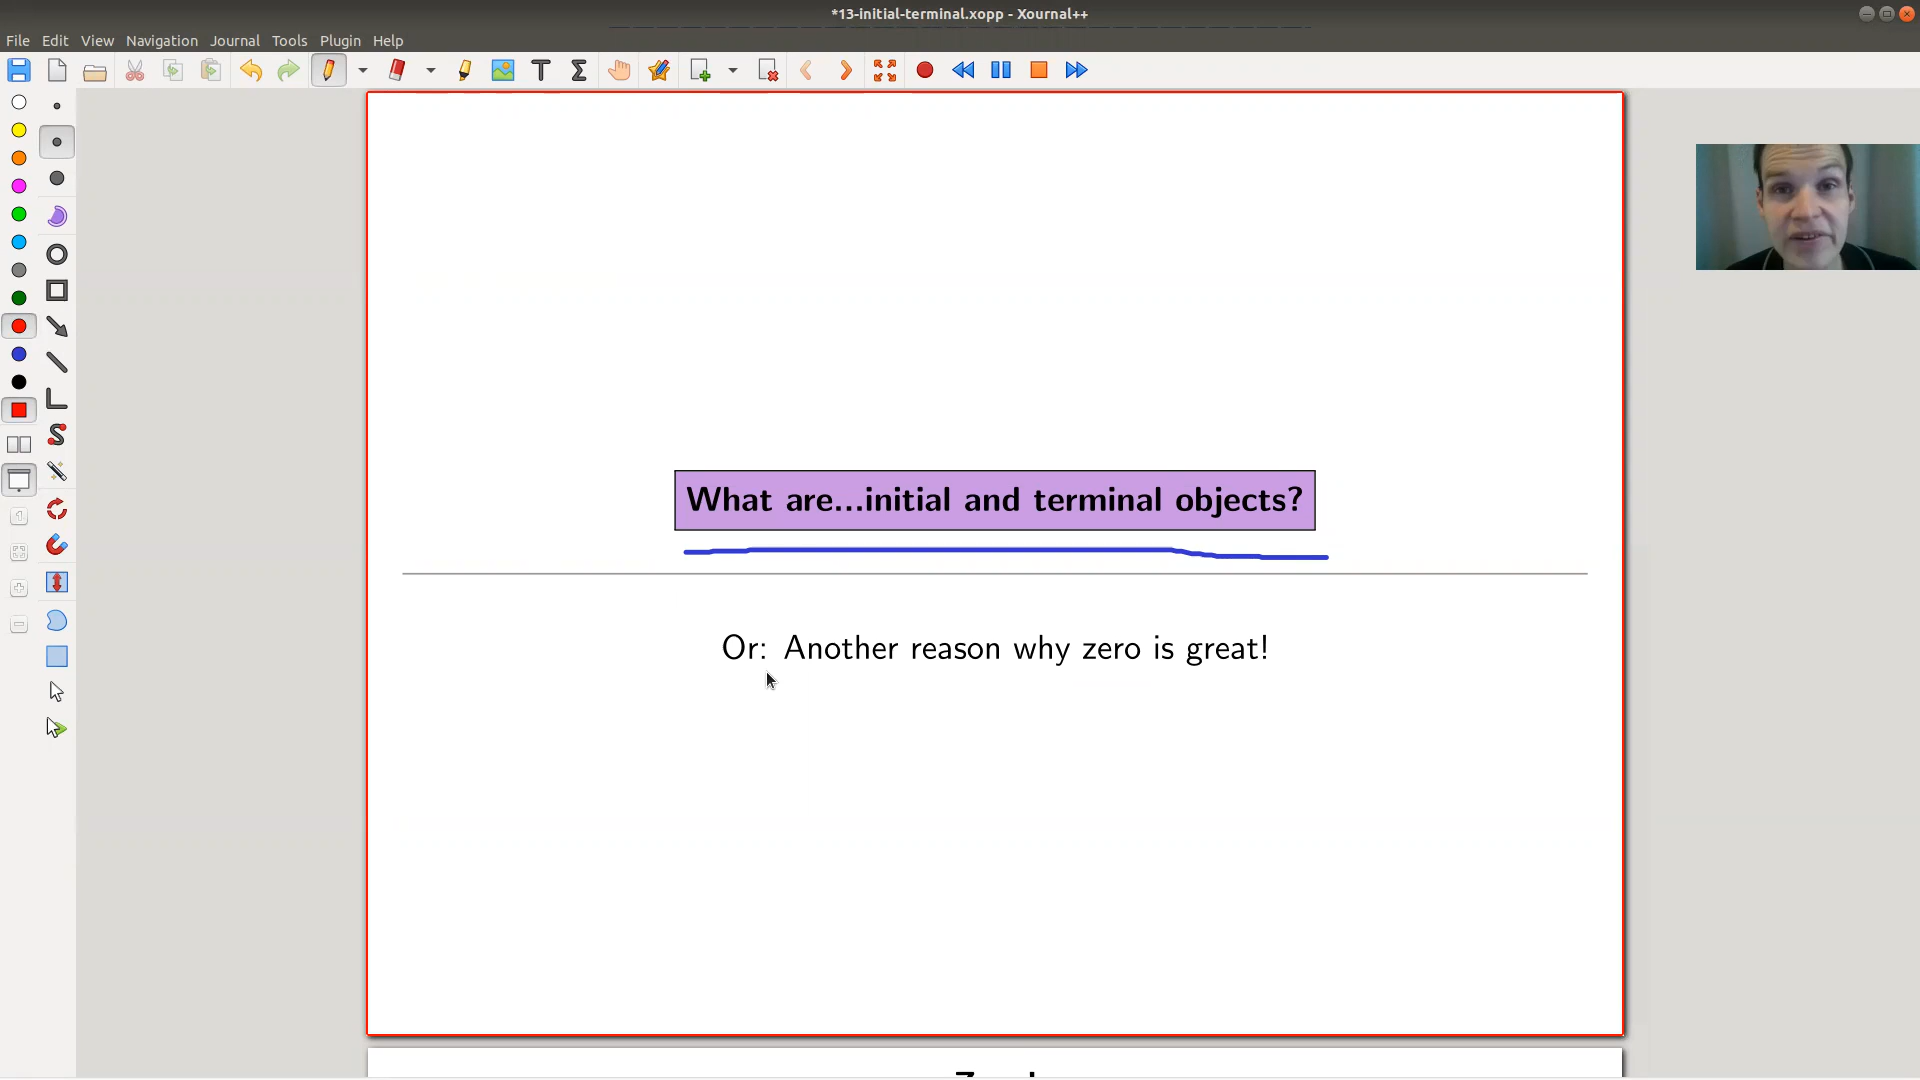 *13-initial-terminal.xopp - Xournal++
File Edit View Navigation Journal Tools Plugin Help
What are...initial and terminal objects?
Or: Another reason why zero is great!